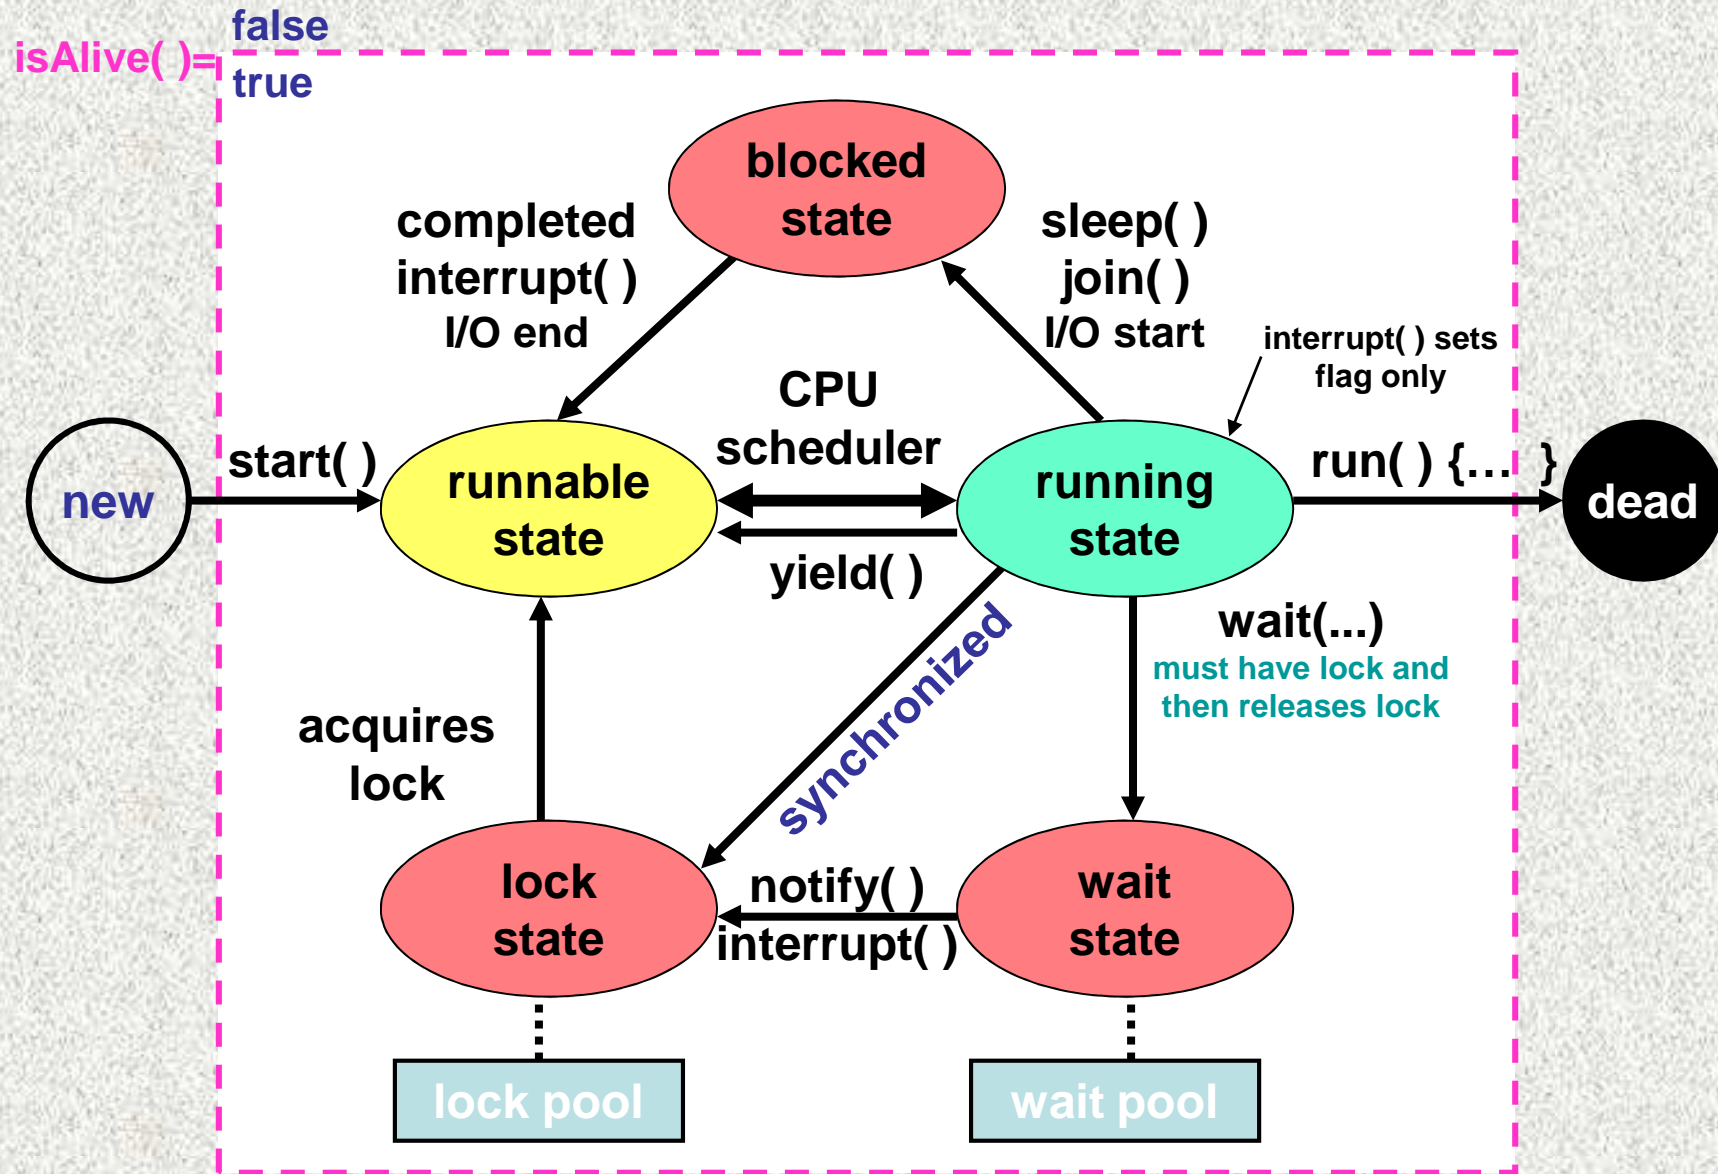 false
isAlive( )=
true
blocked
state
completed
interrupt( )
I/O end
sleep( )
join( )
I/O start
interrupt( ) sets
flag only
CPU
scheduler
new
start( )
runnable
state
running
state
run( ) {... }
dead
yield( )
synchronized
wait(...)
must have lock and
then releases lock
acquires
lock
lock
state
notify( )
interrupt( )
wait
state
lock pool
wait pool